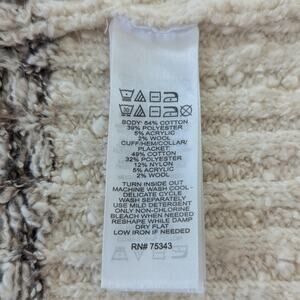 BODY: 54% COTTON
39% POLYESTER
5% ACRYLIC
2% WOOL
CUFF/HEM/COLLAR/
PLACKET
49% COTTON
32% POLYESTER
12% NYLON
5% ACRYLIC
2% WOOL
TURN INSIDE OUT
MACHINE WASH COOL -
DELICATE CYCLE
WASH SEPARATELY
USE MILD DETERGENT
ONLY NON-CHLORINE
BLEACH WHEN NEEDED
RESHAPE WHILE DAMP
DRY FLAT
LOW IRON IF NEEDED
RN# 75343